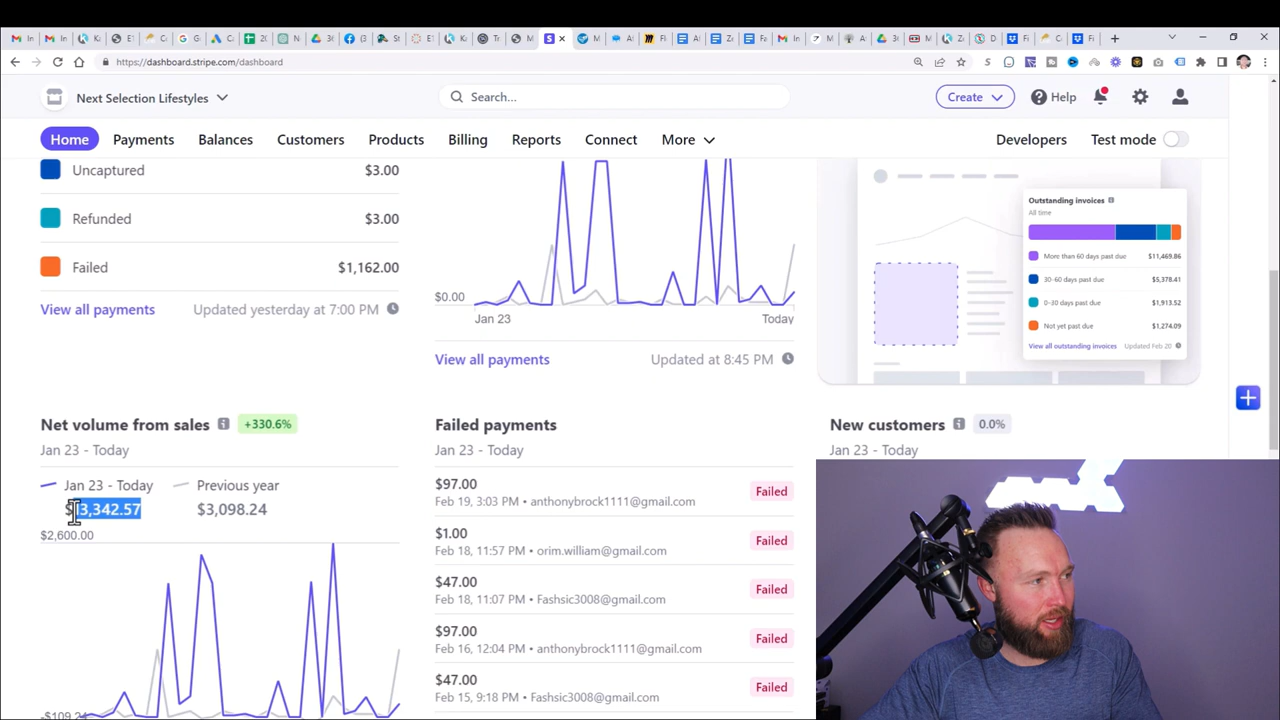 https://dashboard.stripe.com/dashboard
Next Selection Lifestyles
Search...
Create
Help
Home
Payments
Balances
Customers
Products
Billing
Reports
Connect
More
Developers
Test mode
Uncaptured $3.00
Refunded $3.00
Failed $1,162.00
View all payments
Updated yesterday at 7:00 PM
$0.00
Jan 23
Today
View all payments
Updated at 8:45 PM
Outstanding invoices
All time
More than 60 days past due $11,469.86
30-60 days past due $5,378.41
0-30 days past due $1,913.52
Not yet past due $1,274.09
View all outstanding invoices
Updated Feb 20
Net volume from sales +330.6%
Jan 23 - Today
Jan 23 - Today
Previous year
$13,342.57
$3,098.24
$2,600.00
-$109.24
Failed payments
Jan 23 - Today
$97.00
Feb 19, 3:03 PM • anthonybrock1111@gmail.com
Failed
$1.00
Feb 18, 11:57 PM • orim.william@gmail.com
Failed
$47.00
Feb 18, 11:07 PM • Fashsic3008@gmail.com
Failed
$97.00
Feb 16, 12:04 PM • anthonybrock1111@gmail.com
Failed
$47.00
Feb 15, 9:18 PM • Fashsic3008@gmail.com
Failed
New customers 0.0%
Jan 23 - Today